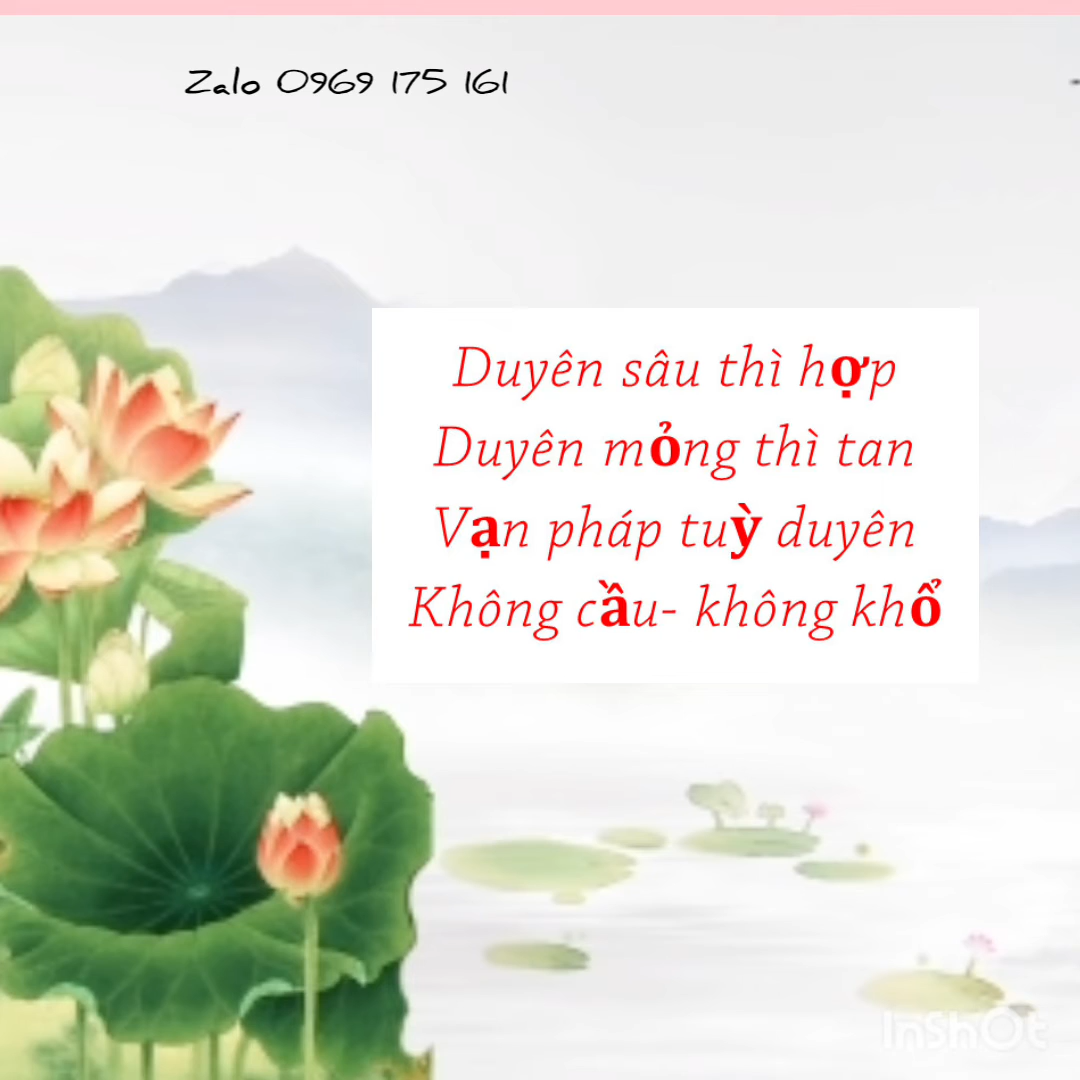 Zalo 0969 175 161
Duyên sâu thì hợp
Duyên mỏng thì tan
Vạn pháp tuỳ duyên
Không cầu- không khổ
InShOt